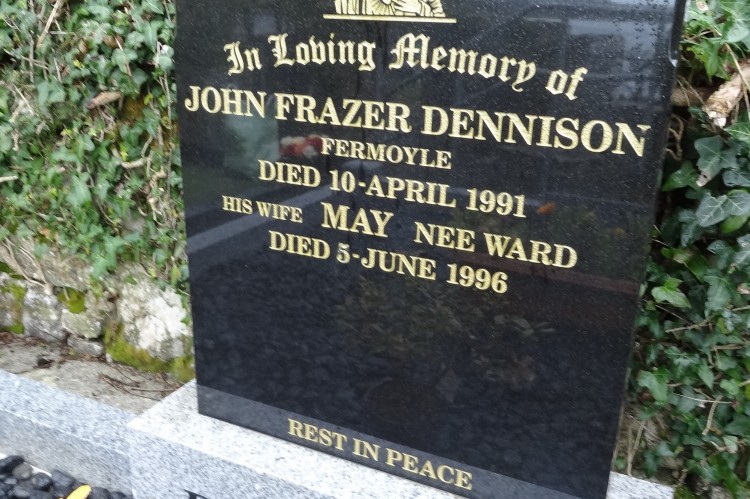 In Loving Memory of
JOHN FRAZER DENNISON
FERMOYLE
DIED 10-APRIL 1991
HIS WIFE MAY NEE WARD
DIED 5-JUNE 1996
REST IN PEACE